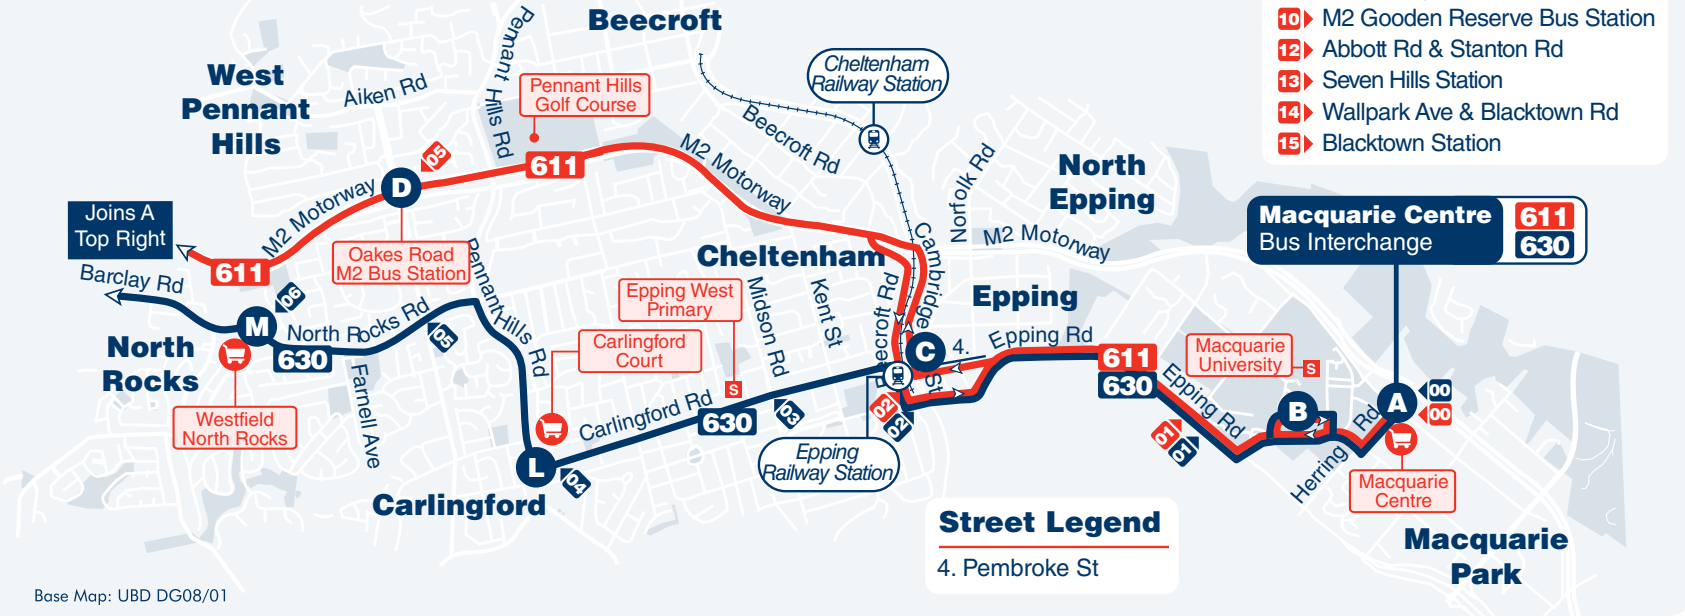 10 M2 Gooden Reserve Bus Station
12 Abbott Rd & Stanton Rd
13 Seven Hills Station
14 Wallpark Ave & Blacktown Rd
15 Blacktown Station
Beecroft
West
Pennant
Hills
Aiken Rd
Pennant Hills Rd
Pennant Hills
Golf Course
Cheltenham
Railway Station
Beecroft Rd
M2 Motorway
Norfolk Rd
North
Epping
05
D
611
M2 Motorway
Joins A
Top Right
611
Oakes Road
M2 Bus Station
Cheltenham
Cambridge St
M2 Motorway
Macquarie Centre
Bus Interchange
611
630
Barclay Rd
06
M
North Rocks Rd
630
05
Pennant Hills Rd
Epping West
Primary
S
Midson Rd
Kent St
Beecroft Rd
Epping
North
Rocks
Westfield
North Rocks
Farnell Ave
Carlingford
Court
Carlingford Rd
630
03
C
4.
Epping Rd
611
630
02
02
Epping
Railway Station
L
04
Carlingford
Epping Rd
01
01
Macquarie
University
S
B
Herring Rd
A
00
00
Macquarie
Centre
Macquarie
Park
Street Legend
4. Pembroke St
Base Map: UBD DG08/01